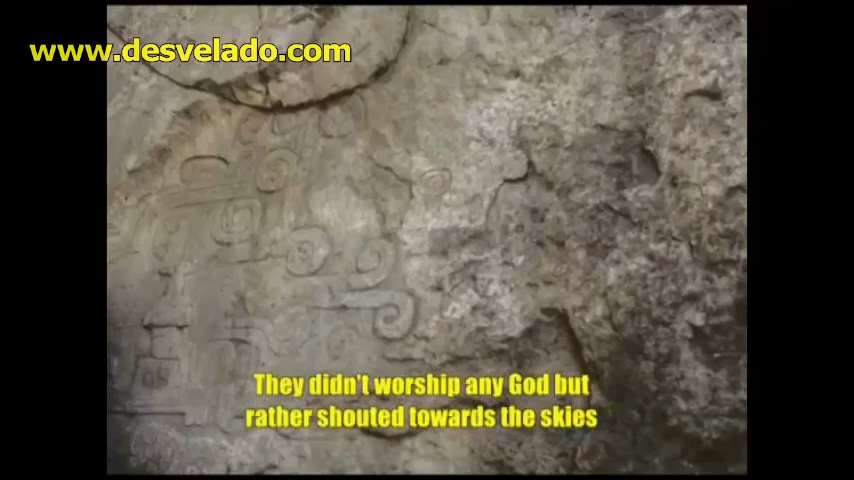 www.desvelado.com
They didn't worship any God but
rather shouted towards the skies